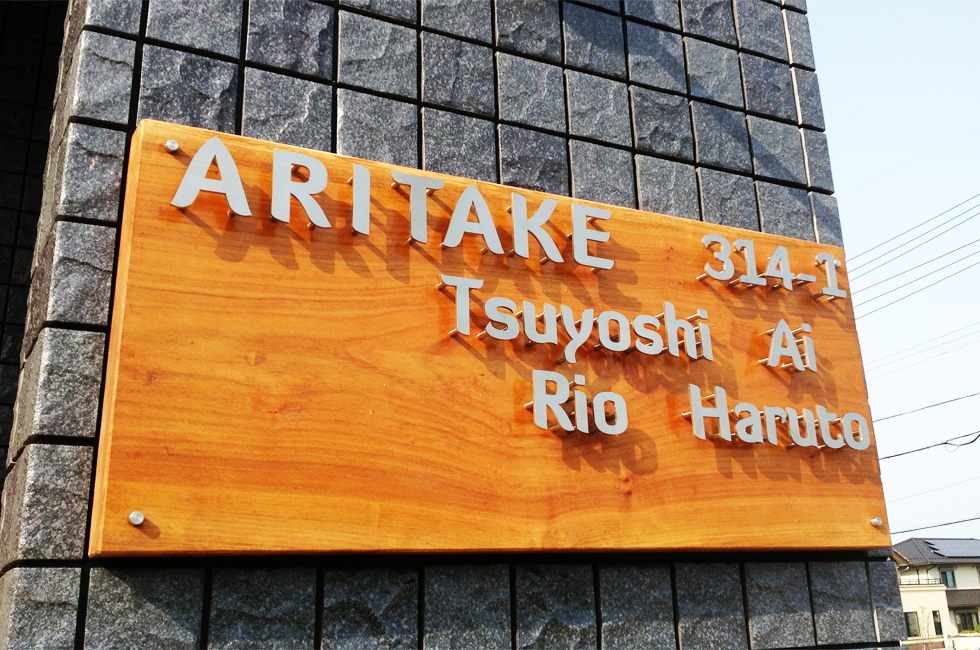 ARITAKE 314-1
Tsuyoshi Ai
Rio Haruto